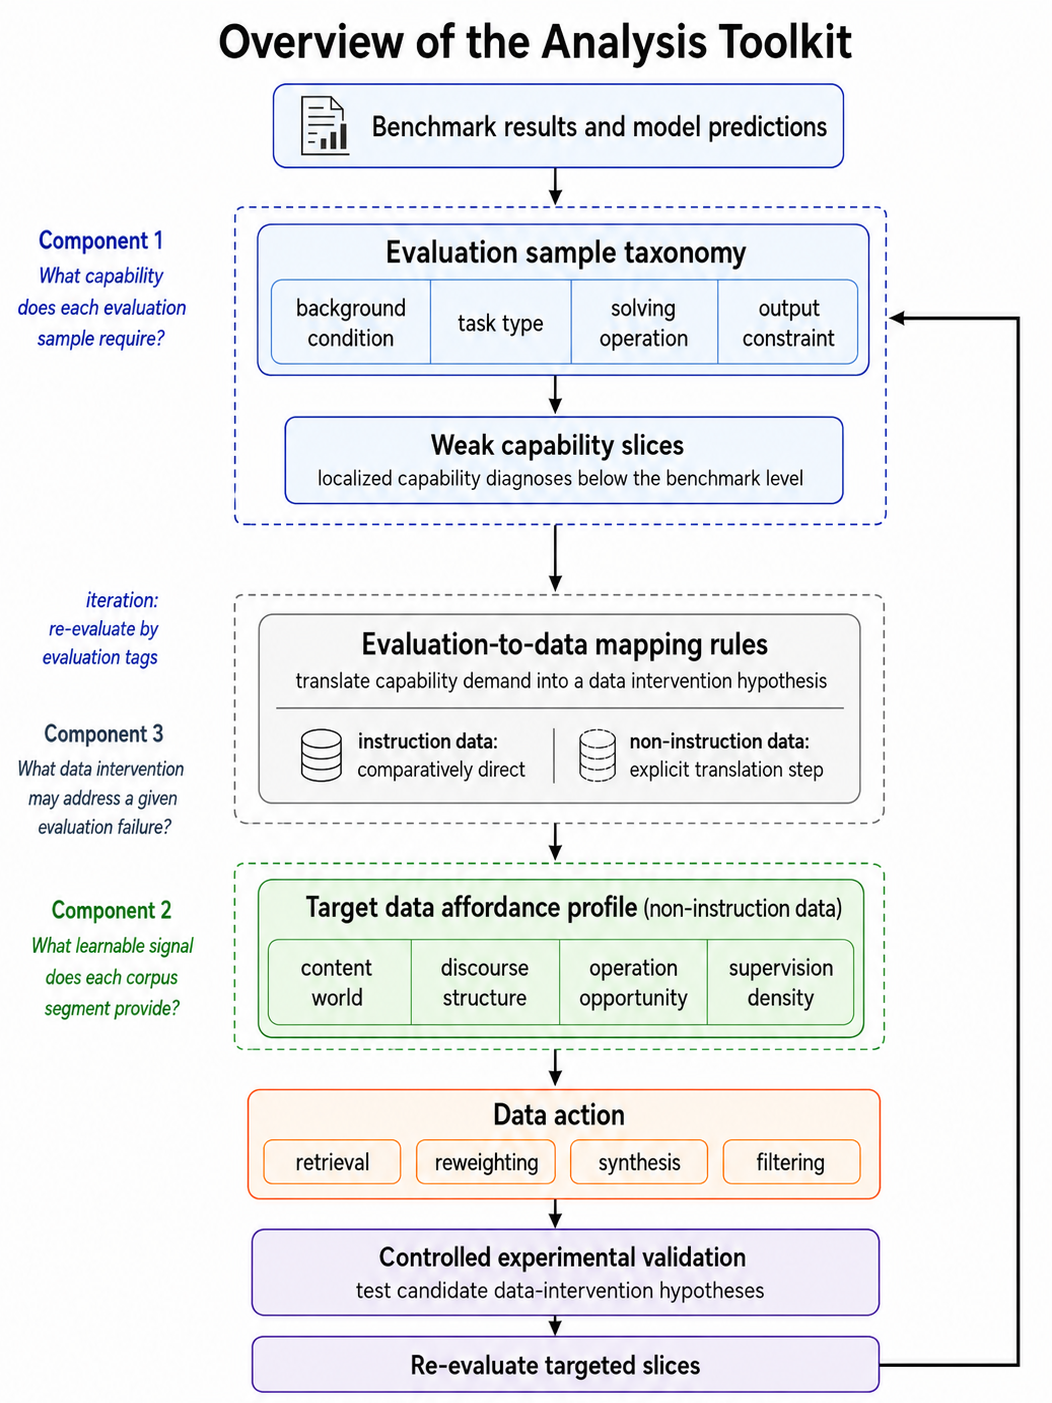 Overview of the Analysis Toolkit
Benchmark results and model predictions
Component 1
What capability
does each evaluation
sample require?
Evaluation sample taxonomy
background
condition
task type
solving
operation
output
constraint
Weak capability slices
localized capability diagnoses below the benchmark level
iteration:
re-evaluate by
evaluation tags
Evaluation-to-data mapping rules
translate capability demand into a data intervention hypothesis
instruction data:
comparatively direct
non-instruction data:
explicit translation step
Component 3
What data intervention
may address a given
evaluation failure?
Component 2
What learnable signal
does each corpus
segment provide?
Target data affordance profile (non-instruction data)
content
world
discourse
structure
operation
opportunity
supervision
density
Data action
retrieval
reweighting
synthesis
filtering
Controlled experimental validation
test candidate data-intervention hypotheses
Re-evaluate targeted slices